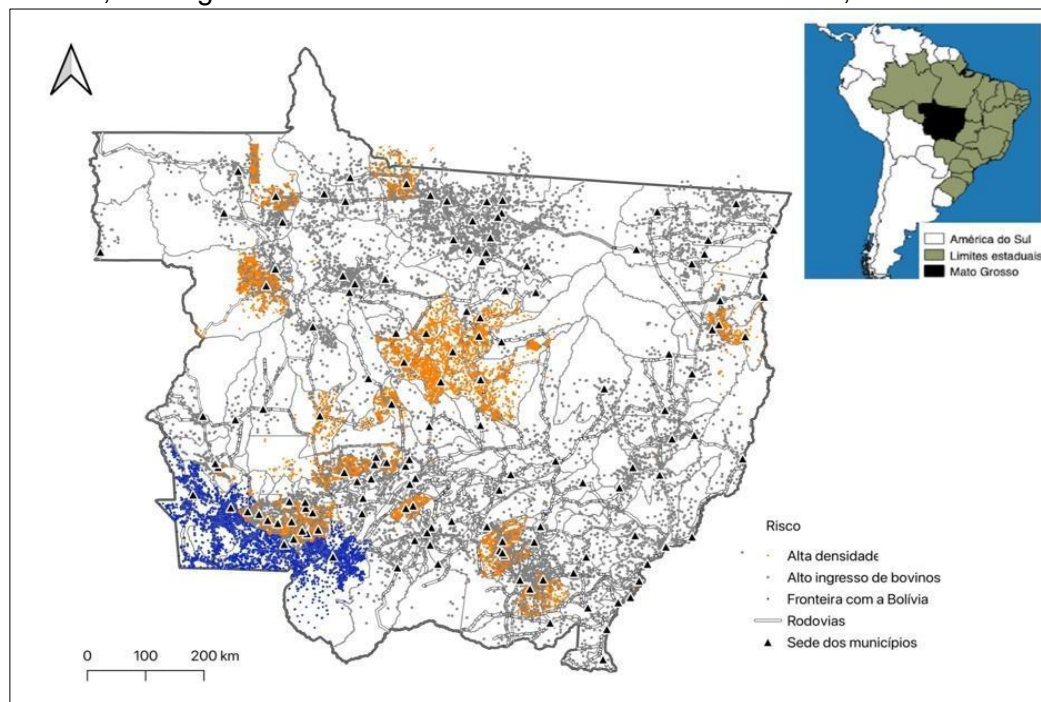 América do Sul
Limites estaduais
Mato Grosso
Risco
Alta densidade
Alto ingresso de bovinos
Fronteira com a Bolívia
Rodovias
Sede dos municípios
0 100 200 km